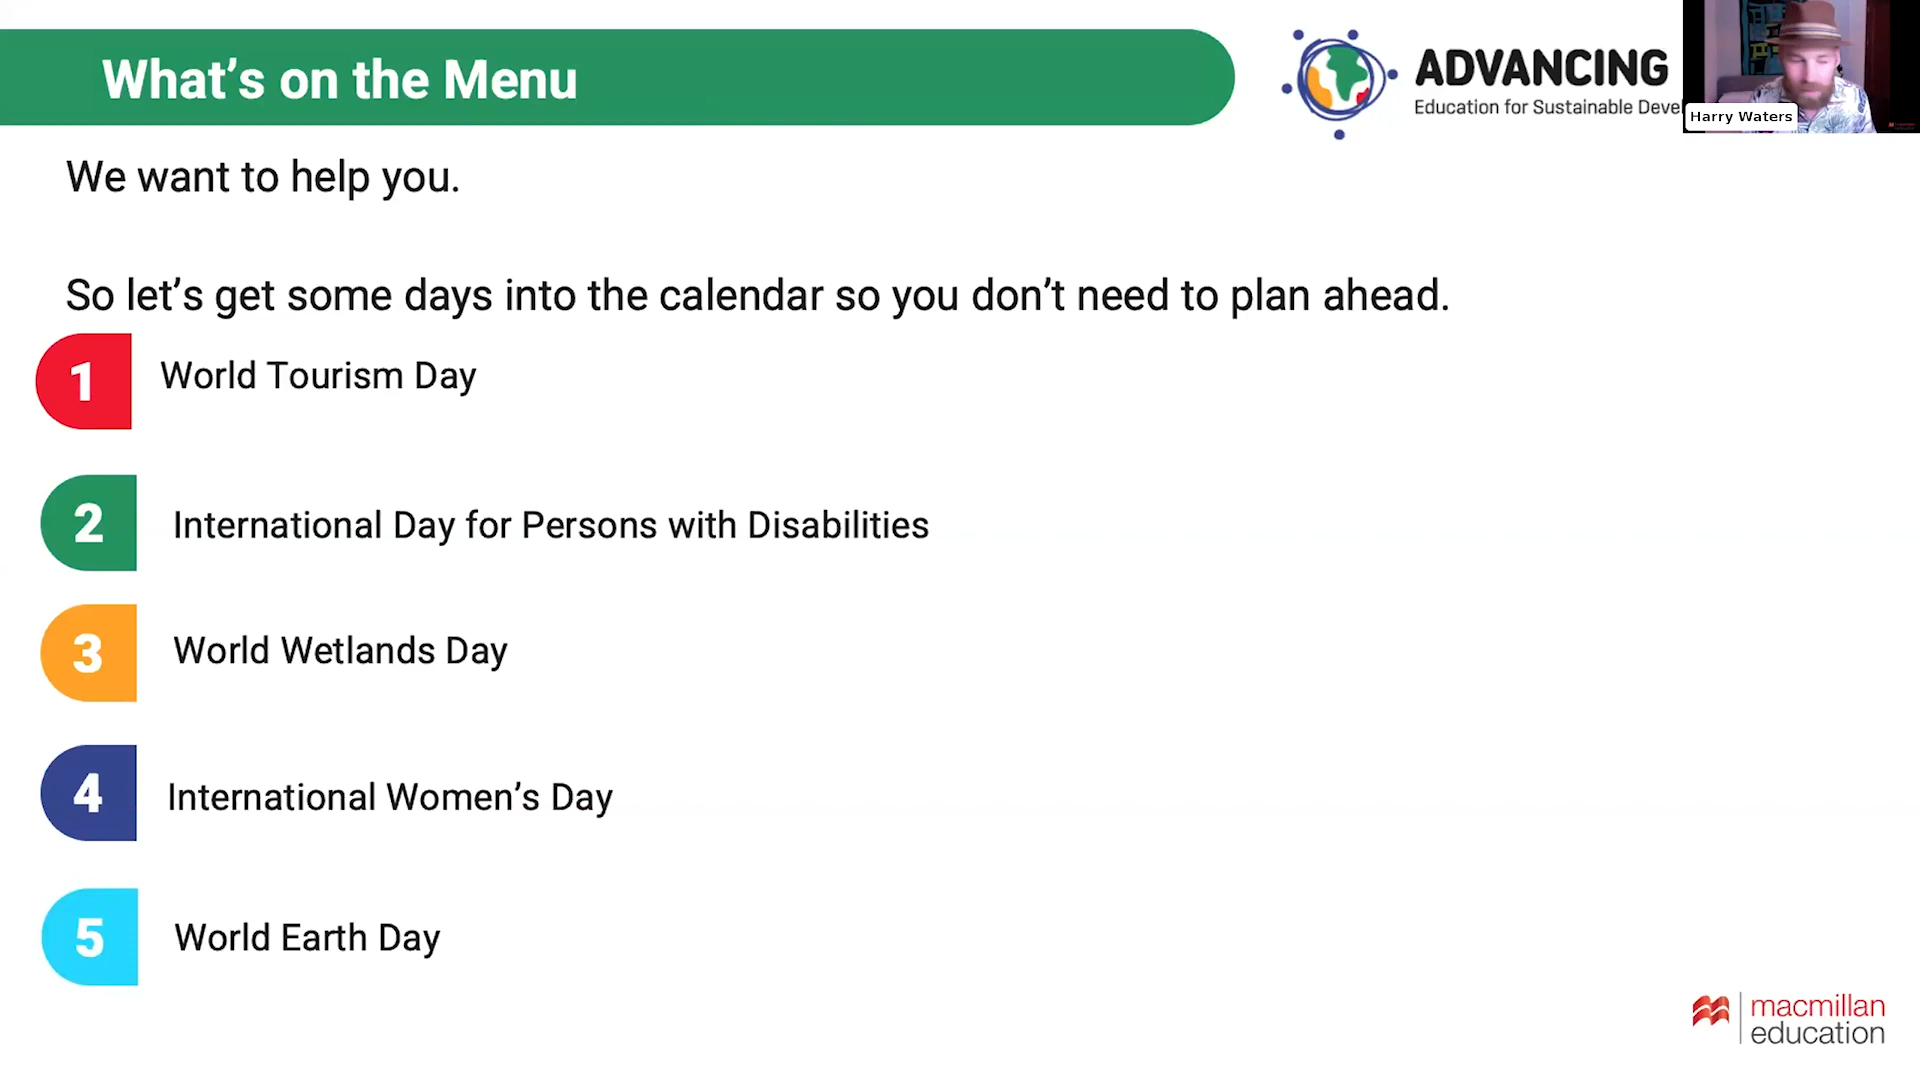 What's on the Menu
ADVANCING
Education for Sustainable Deve
Harry Waters
We want to help you.
So let's get some days into the calendar so you don't need to plan ahead.
1 World Tourism Day
2 International Day for Persons with Disabilities
3 World Wetlands Day
4 International Women's Day
5 World Earth Day
macmillan
education